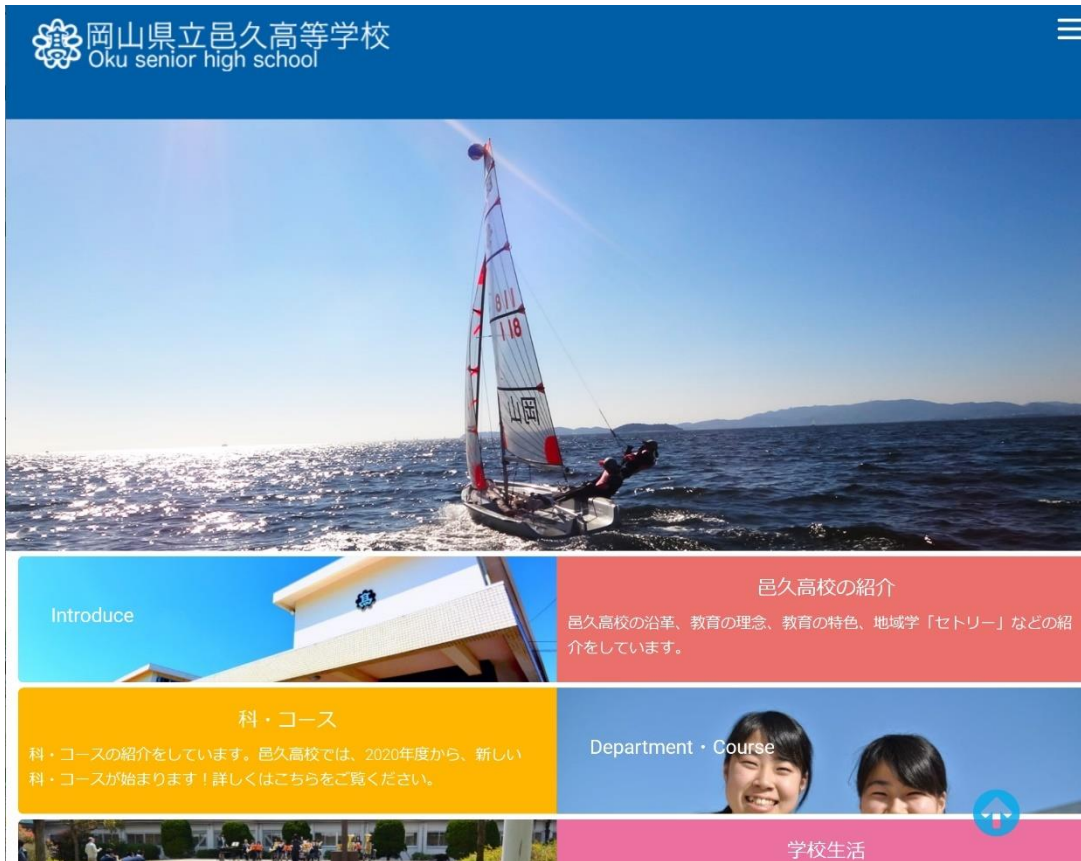 岡山県立邑久高等学校
Oku senior high school
811
118
岡山
Introduce
邑久高校の紹介
邑久高校の沿革、教育の理念、教育の特色、地域学「セトリー」などの紹
介をしています。
科・コース
科・コースの紹介をしています。邑久高校では、2020年度から、新しい
科・コースが始まります！詳しくはこちらをご覧ください。
Department・Course
学校生活